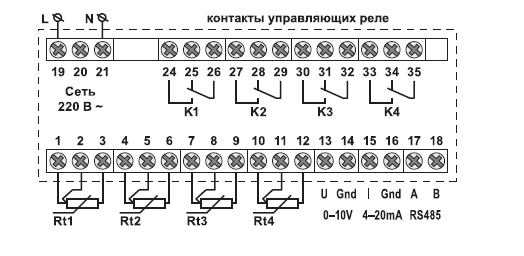 контакты управляющих реле
L N
19 20 21 24 25 26 27 28 29 30 31 32 33 34 35
Сеть
220 В ~
K1 K2 K3 K4
1 2 3 4 5 6 7 8 9 10 11 12 13 14 15 16 17 18
U Gnd I Gnd A B
Rt1 Rt2 Rt3 Rt4 0–10V 4–20mA RS485